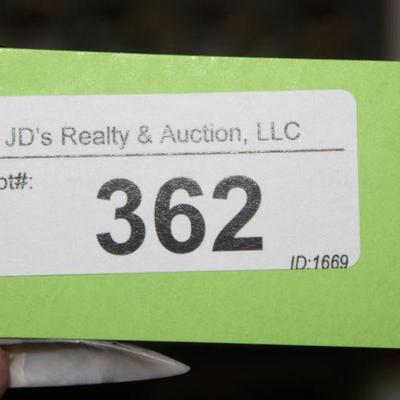 JD's Realty & Auction, LLC
ot#:
362
ID:1669